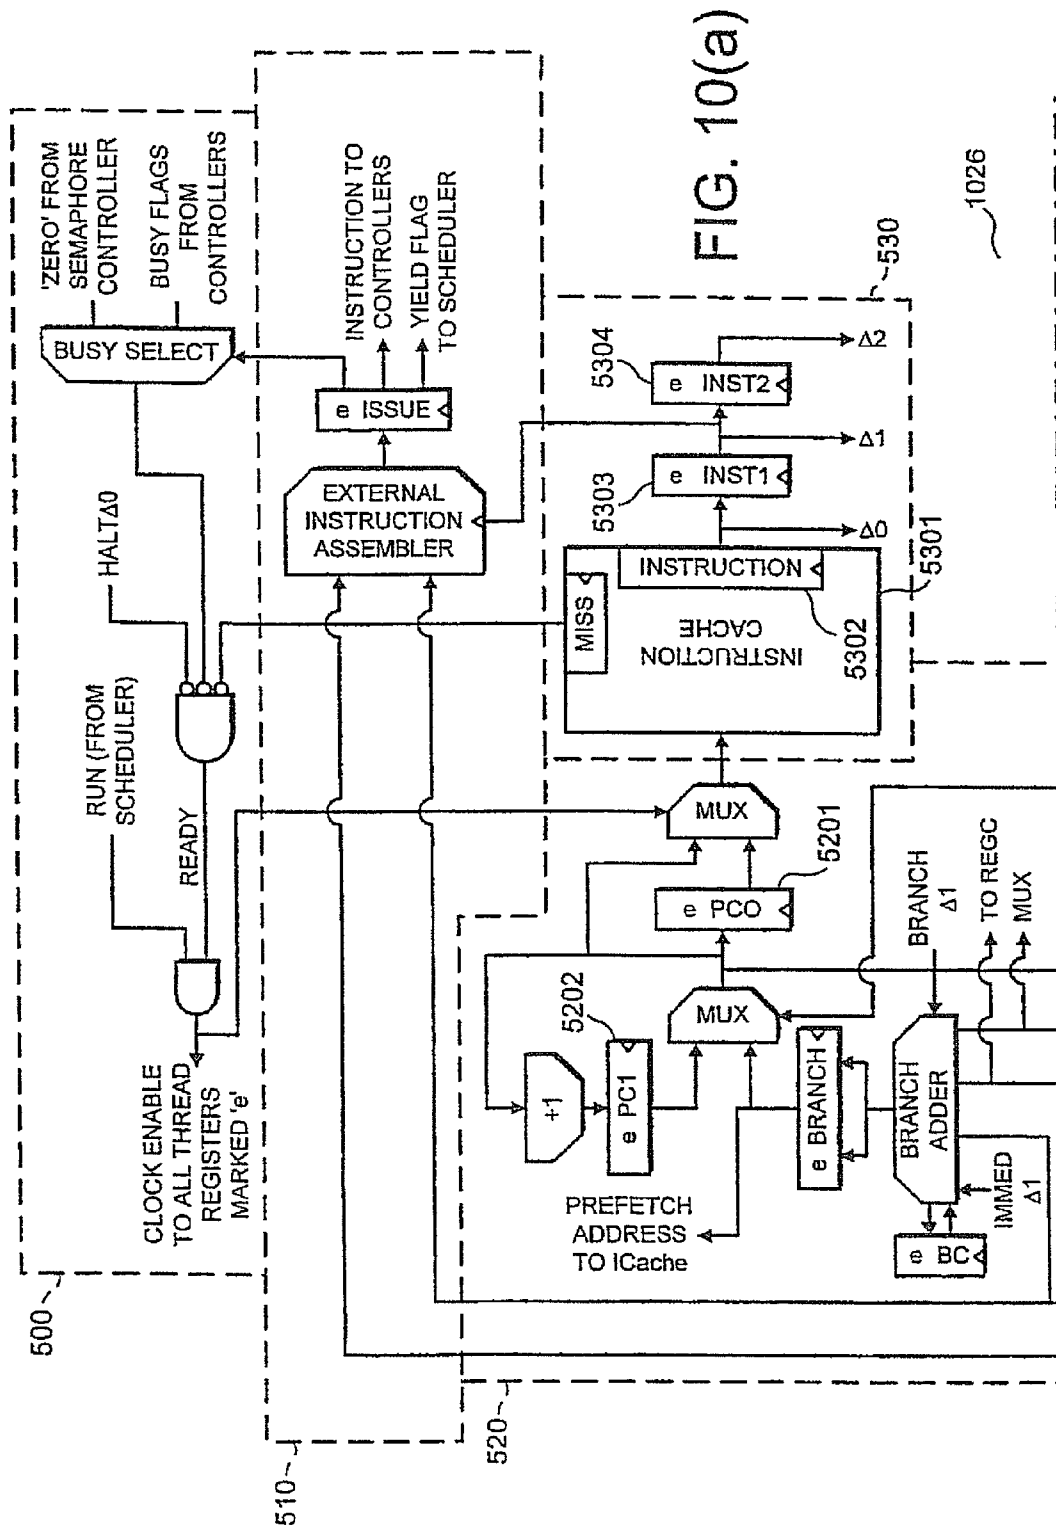 'ZERO' FROM
SEMAPHORE
CONTROLLER
BUSY FLAGS
FROM
CONTROLLERS
BUSY SELECT
HALTΔ0
RUN (FROM
SCHEDULER)
READY
CLOCK ENABLE
TO ALL THREAD
REGISTERS
MARKED 'e'
500
INSTRUCTION TO
CONTROLLERS
YIELD FLAG
TO SCHEDULER
e ISSUE
EXTERNAL
INSTRUCTION
ASSEMBLER
510
FIG. 10(a)
1026
530
5304
e INST2
Δ2
5303
e INST1
Δ1
Δ0
5301
MISS
INSTRUCTION
5302
INSTRUCTION
CACHE
MUX
e PC0
5201
5202
MUX
+1
e PC1
PREFETCH
ADDRESS
TO ICache
e BRANCH
BRANCH
Δ1
TO REGC
MUX
BRANCH
ADDER
IMMED
Δ1
e BC
520